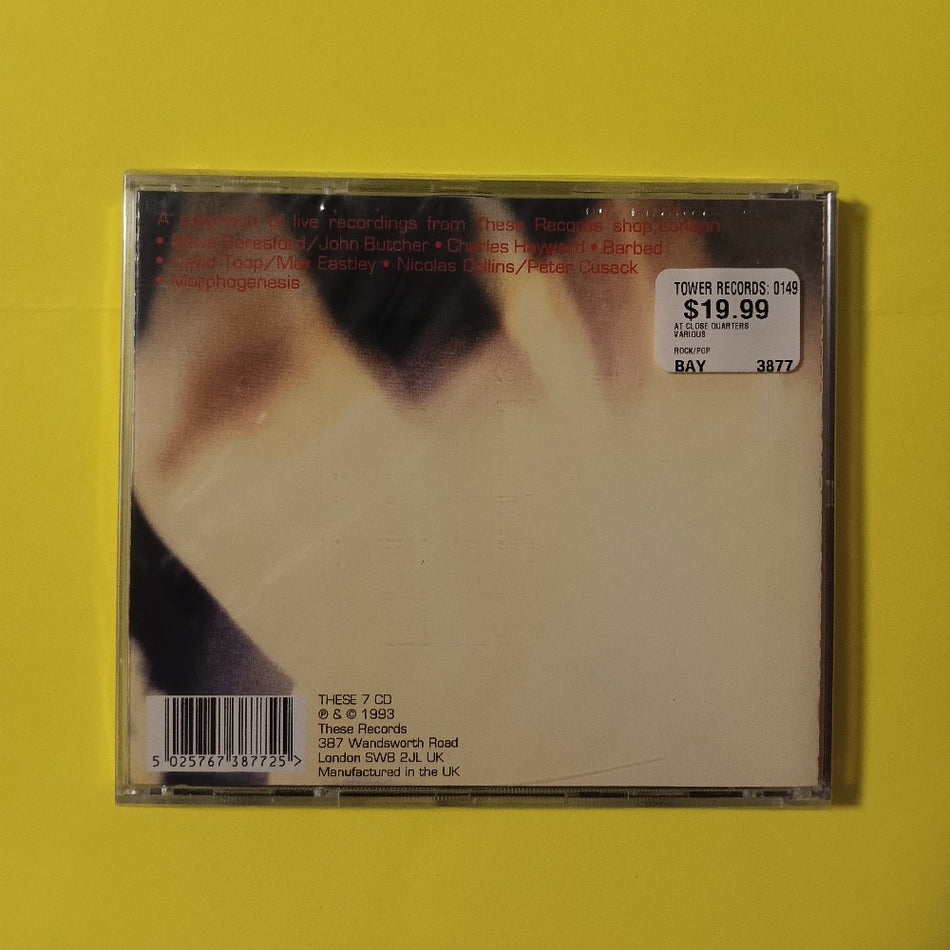 A selection of live recordings from These Records shop, London
• Steve Beresford/John Butcher • Charles Hayward • Barbed
• David Toop/Max Eastley • Nicolas Collins/Peter Cusack
• Morphogenesis
TOWER RECORDS: 0149
$19.99
AT CLOSE QUARTERS
VARIOUS
ROCK/POP
BAY 3877
THESE 7 CD
℗ & © 1993
These Records
387 Wandsworth Road
London SW8 2JL UK
Manufactured in the UK
5 025767 387725 >